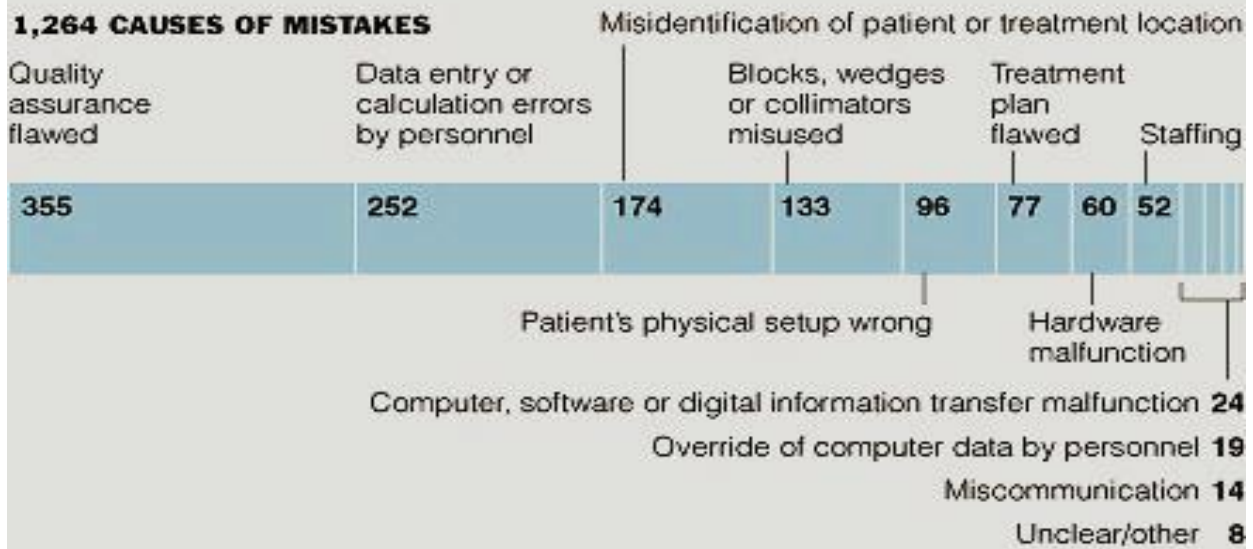 1,264 CAUSES OF MISTAKES
Misidentification of patient or treatment location
Quality
assurance
flawed
Data entry or
calculation errors
by personnel
Blocks, wedges
or collimators
misused
Treatment
plan
flawed
Staffing
355 252 174 133 96 77 60 52
Patient's physical setup wrong
Hardware
malfunction
Computer, software or digital information transfer malfunction 24
Override of computer data by personnel 19
Miscommunication 14
Unclear/other 8